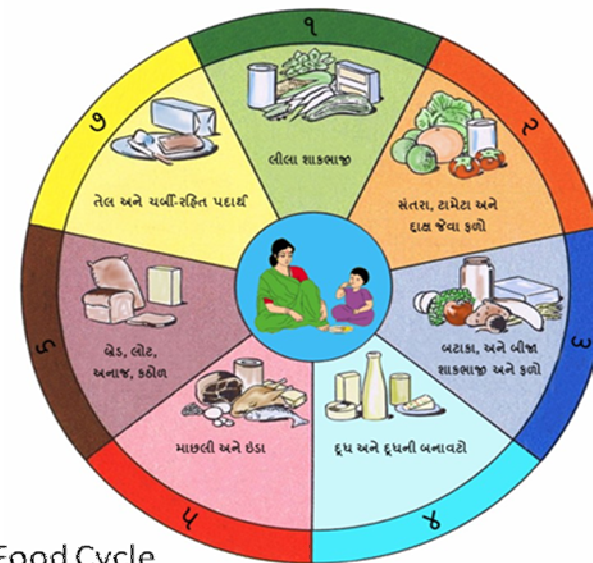 ૧
લીલા શાકભાજી
૨
સંતરા, ટામેટા અને
દ્રાક્ષ જેવા ફળો
૩
બટાકા, અને બીજા
શાકભાજી અને ફળો
૪
દૂધ અને દૂધની બનાવટો
૫
માછલી અને ઇંડા
૬
બ્રેડ, લોટ,
અનાજ, કઠોળ
૭
તેલ અને ચર્બી-રહિત પદાર્થ
Food Cycle